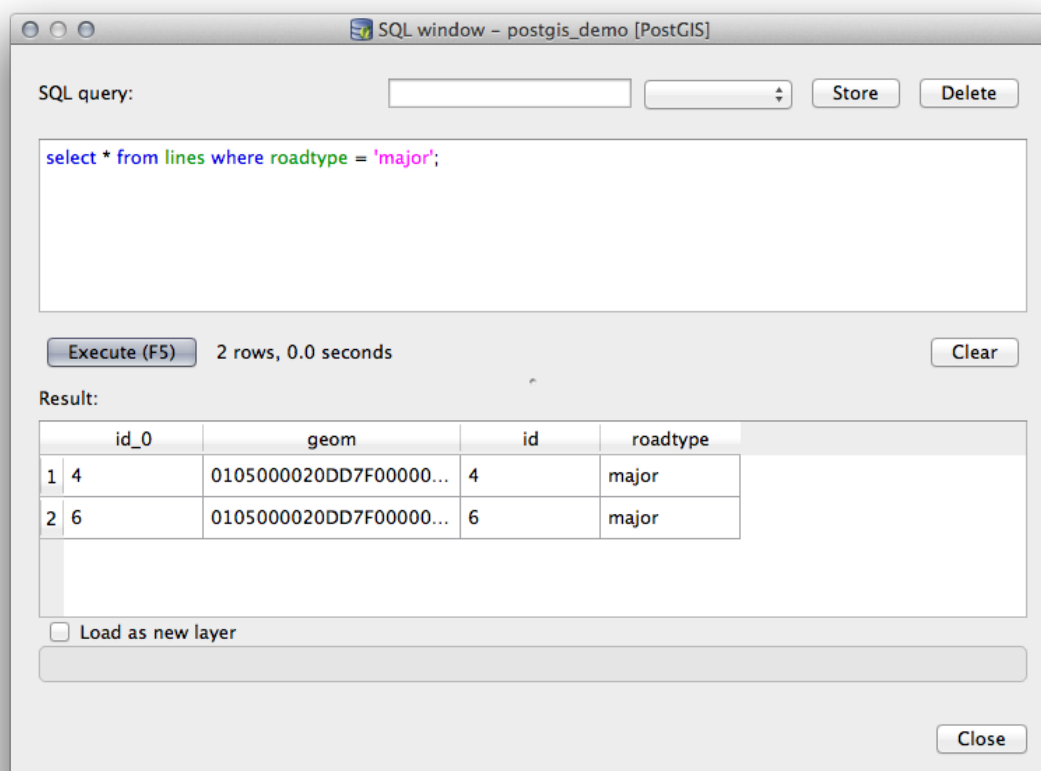 SQL window – postgis_demo [PostGIS]
SQL query: Store Delete
select * from lines where roadtype = 'major';
Execute (F5) 2 rows, 0.0 seconds Clear
Result:
id_0 geom id roadtype
1 4 0105000020DD7F00000... 4 major
2 6 0105000020DD7F00000... 6 major
Load as new layer
Close